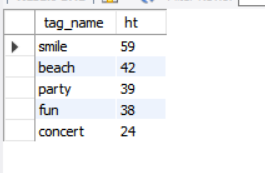 tag_name ht
smile 59
beach 42
party 39
fun 38
concert 24